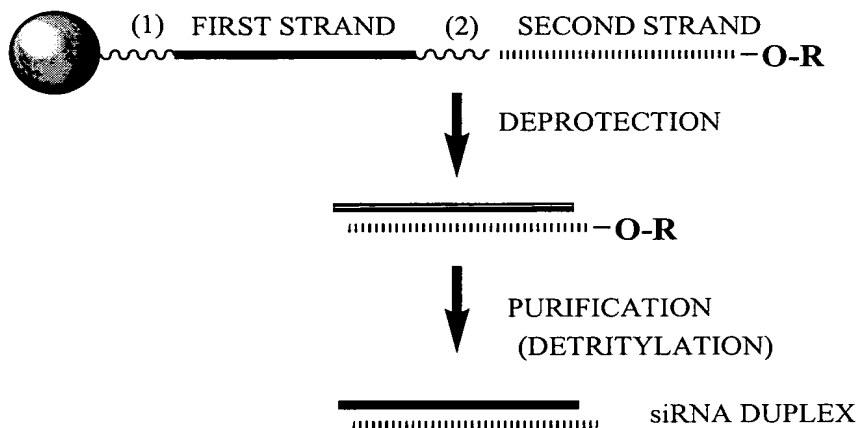 (1) FIRST STRAND (2) SECOND STRAND
O-R
DEPROTECTION
O-R
PURIFICATION
(DETRITYLATION)
siRNA DUPLEX